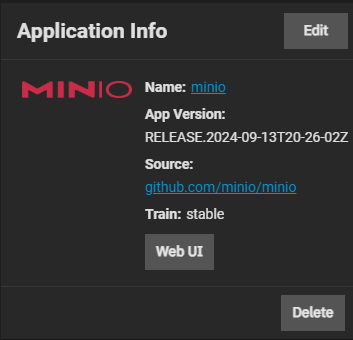 Application Info
Edit
MINIO
Name: minio
App Version:
RELEASE.2024-09-13T20-26-02Z
Source:
github.com/minio/minio
Train: stable
Web UI
Delete